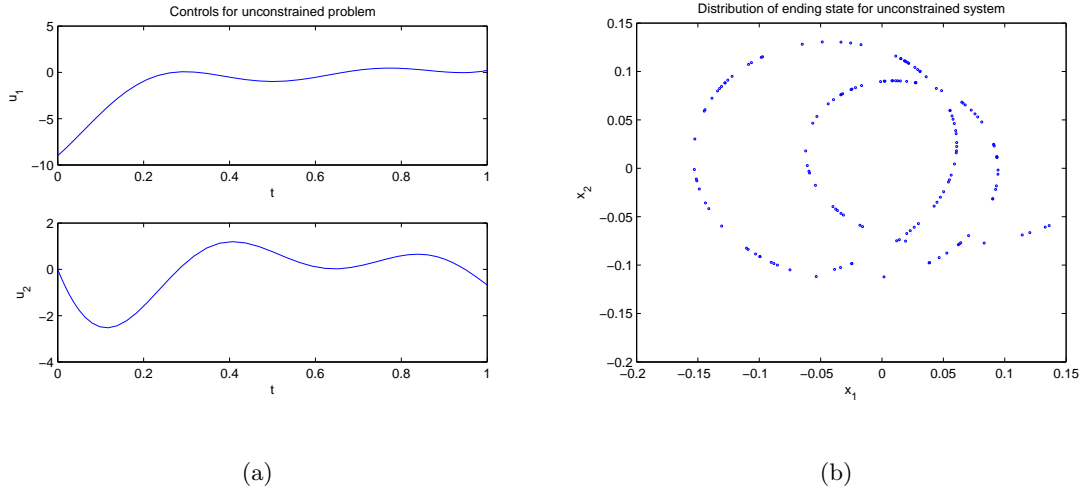 Controls for unconstrained problem
5
0
−5
−10
u1
0 0.2 0.4 0.6 0.8 1
t
2
0
−2
−4
u2
0 0.2 0.4 0.6 0.8 1
t
(a)
Distribution of ending state for unconstrained system
0.15
0.1
0.05
0
−0.05
−0.1
−0.15
−0.2
x2
−0.2 −0.15 −0.1 −0.05 0 0.05 0.1 0.15
x1
(b)